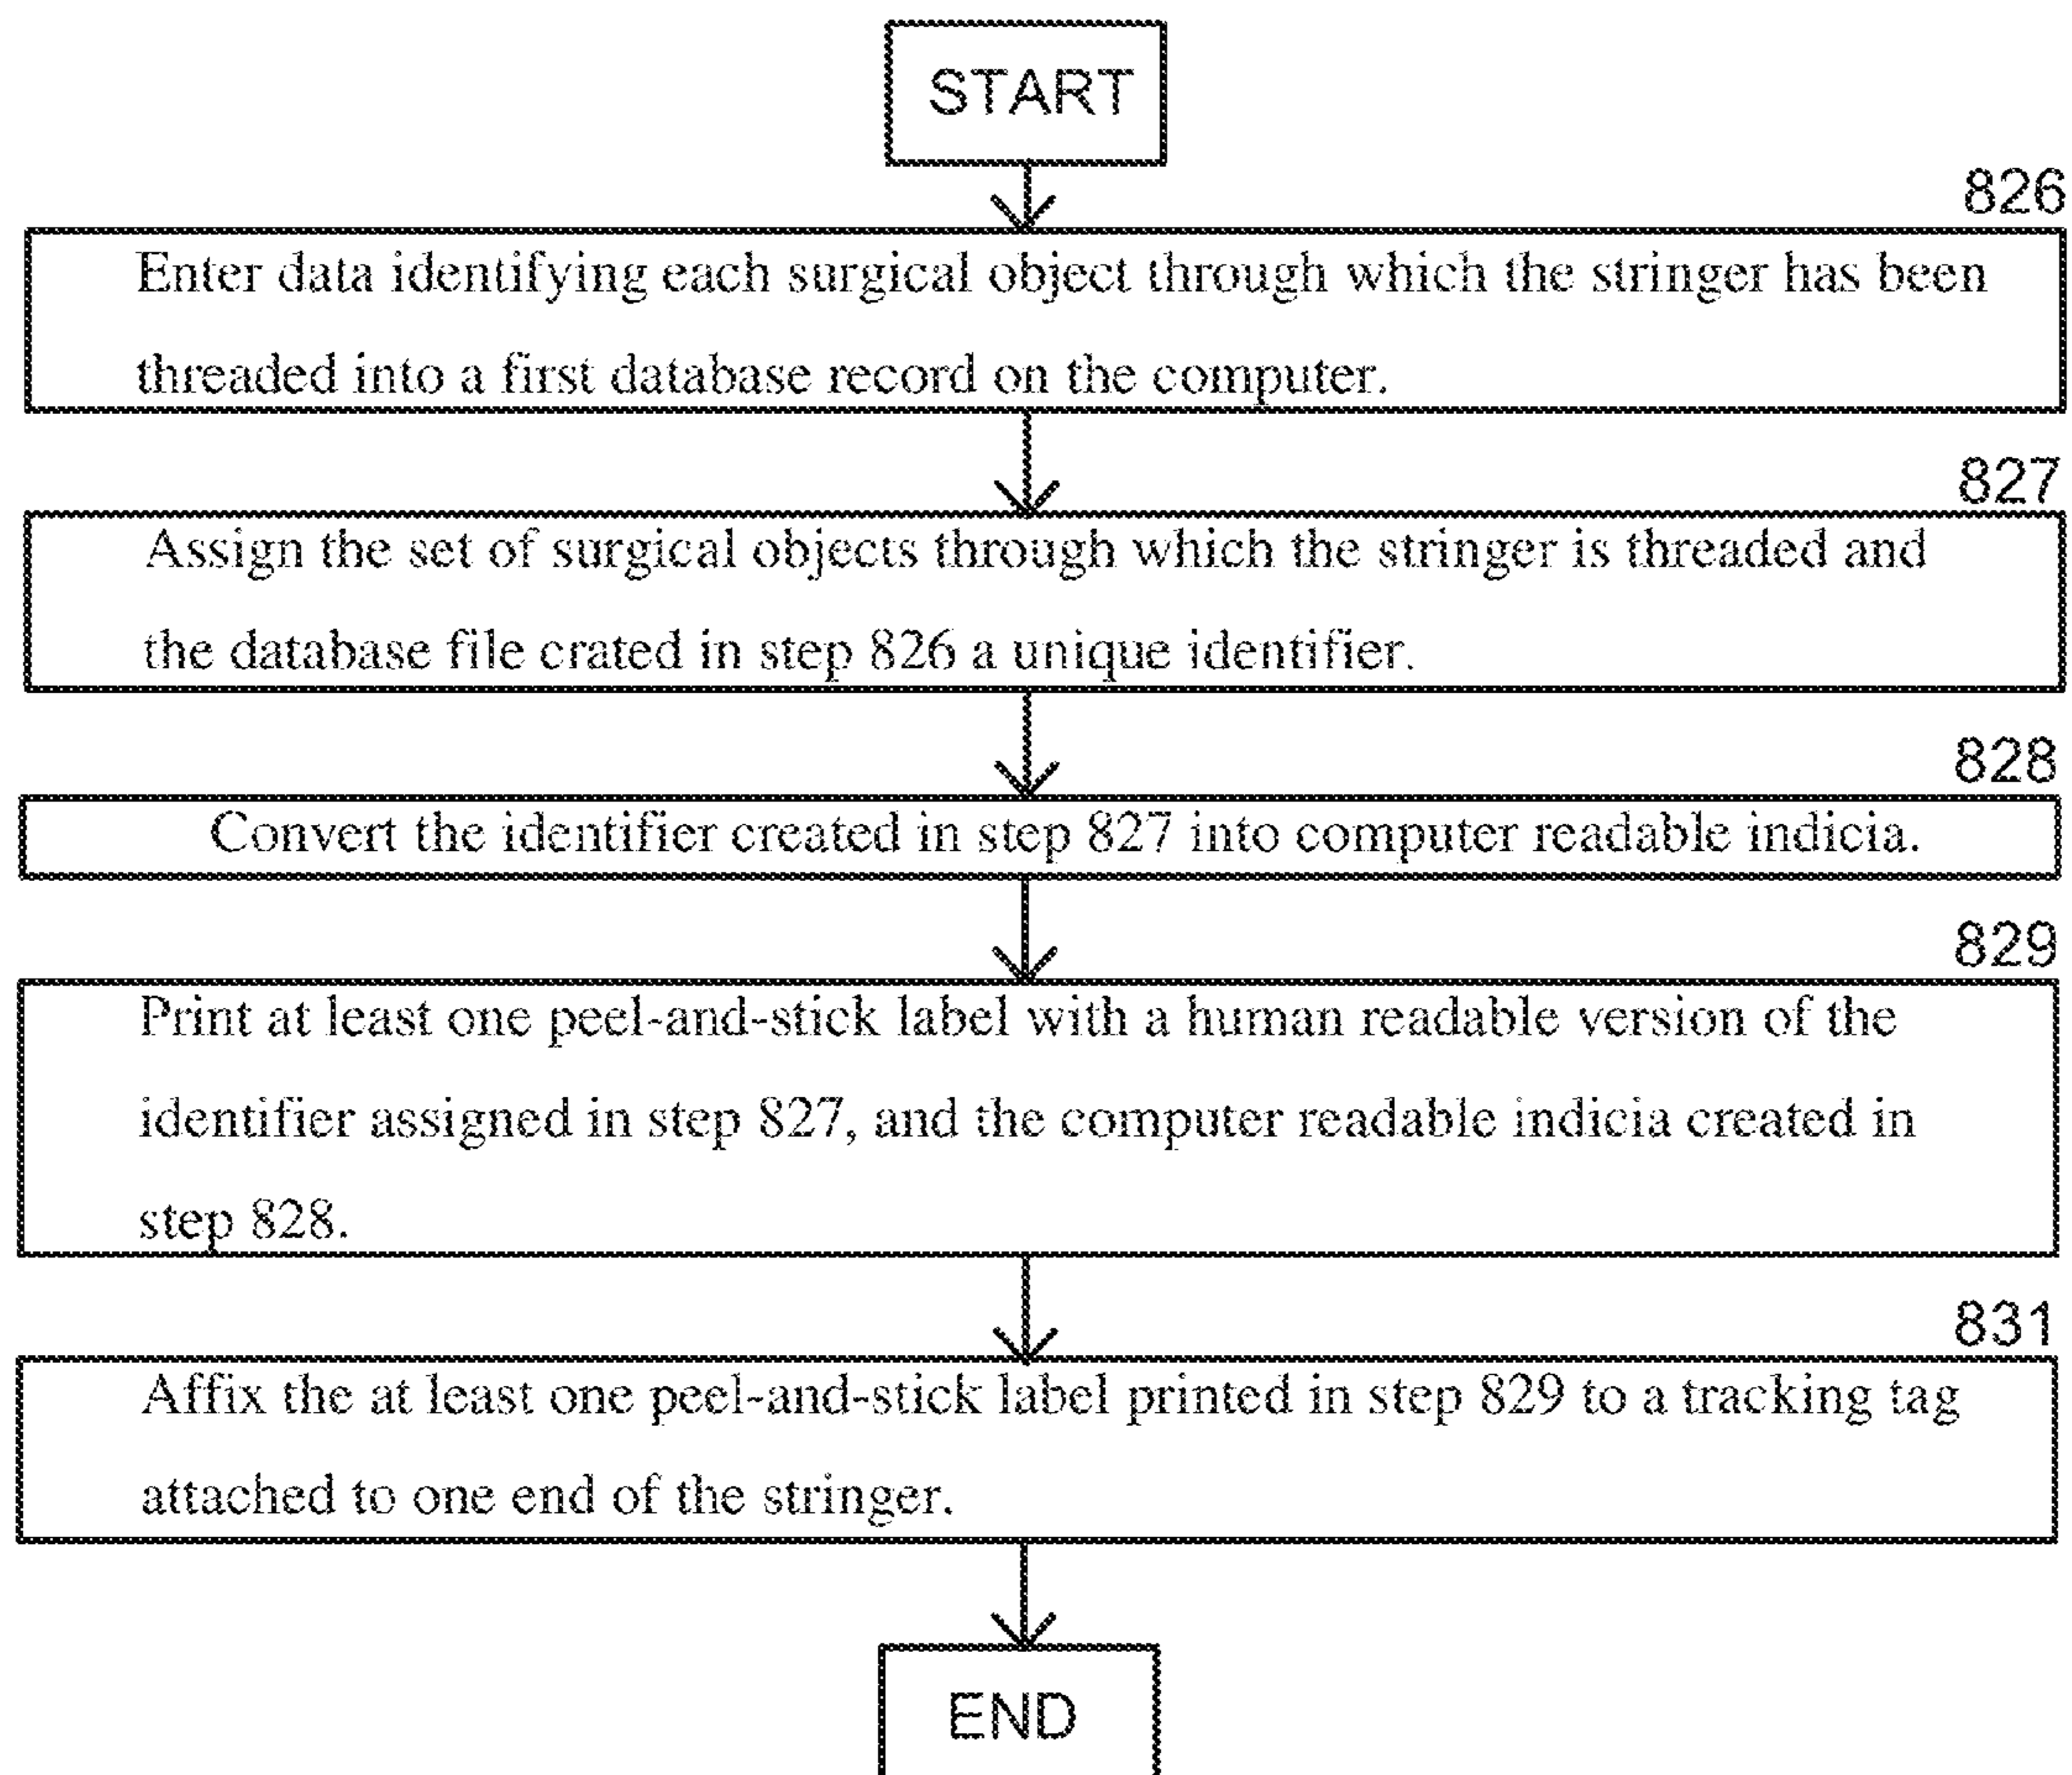 START
826
Enter data identifying each surgical object through which the stringer has been
threaded into a first database record on the computer.
827
Assign the set of surgical objects through which the stringer is threaded and
the database file crated in step 826 a unique identifier.
828
Convert the identifier created in step 827 into computer readable indicia.
829
Print at least one peel-and-stick label with a human readable version of the
identifier assigned in step 827, and the computer readable indicia created in
step 828.
831
Affix the at least one peel-and-stick label printed in step 829 to a tracking tag
attached to one end of the stringer.
END